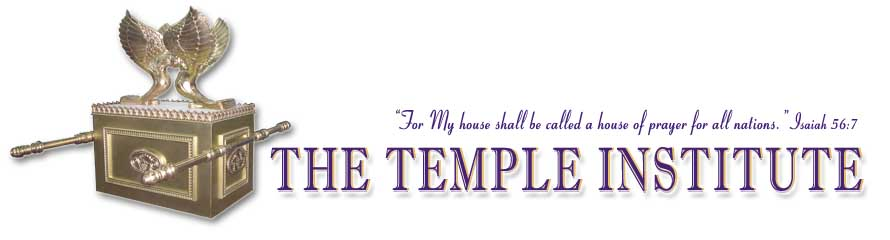 “For My house shall be called a house of prayer for all nations.” Isaiah 56:7
THE TEMPLE INSTITUTE